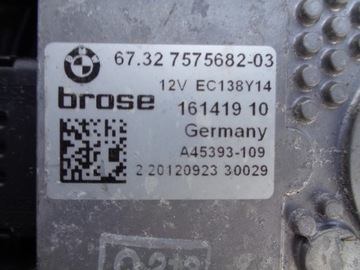 67.32 7575682-03
12V EC138Y14
brose
161419 10
Germany
A45393-109
2 20120923 30029